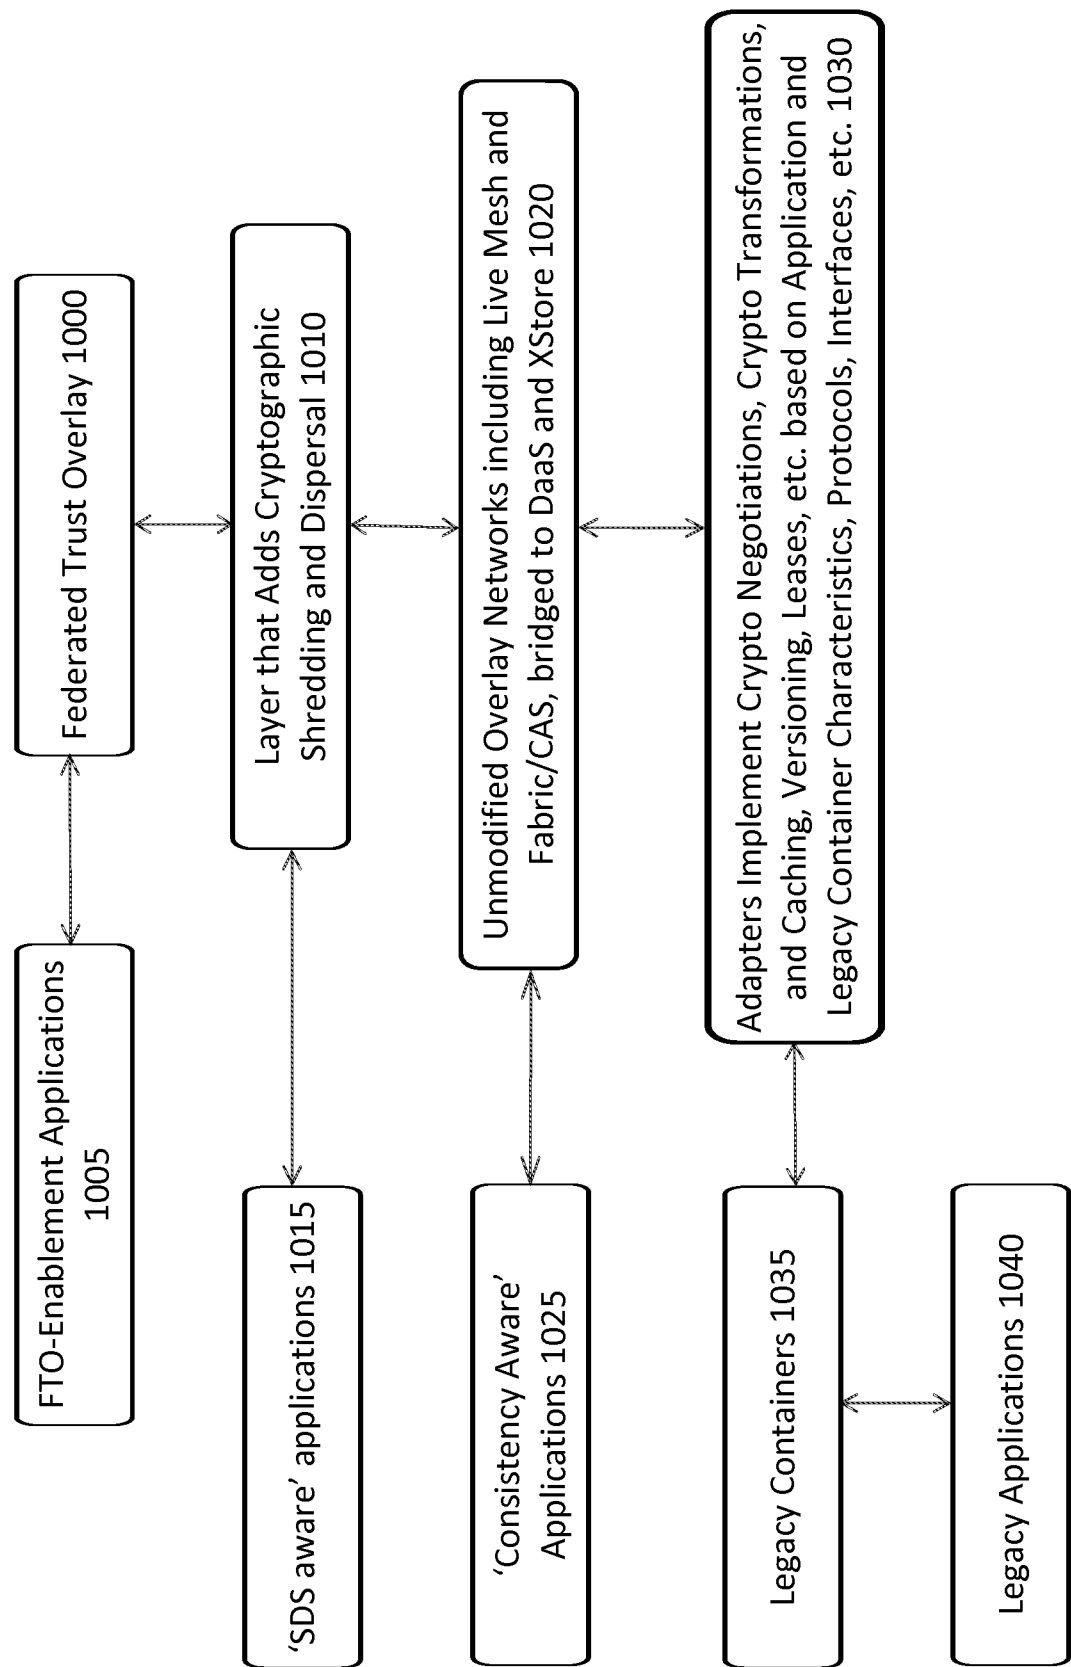 FTO-Enablement Applications
1005
Federated Trust Overlay 1000
‘SDS aware’ applications 1015
Layer that Adds Cryptographic
Shredding and Dispersal 1010
‘Consistency Aware’
Applications 1025
Unmodified Overlay Networks including Live Mesh and
Fabric/CAS, bridged to DaaS and XStore 1020
Legacy Containers 1035
Adapters Implement Crypto Negotiations, Crypto Transformations,
and Caching, Versioning, Leases, etc. based on Application and
Legacy Container Characteristics, Protocols, Interfaces, etc. 1030
Legacy Applications 1040